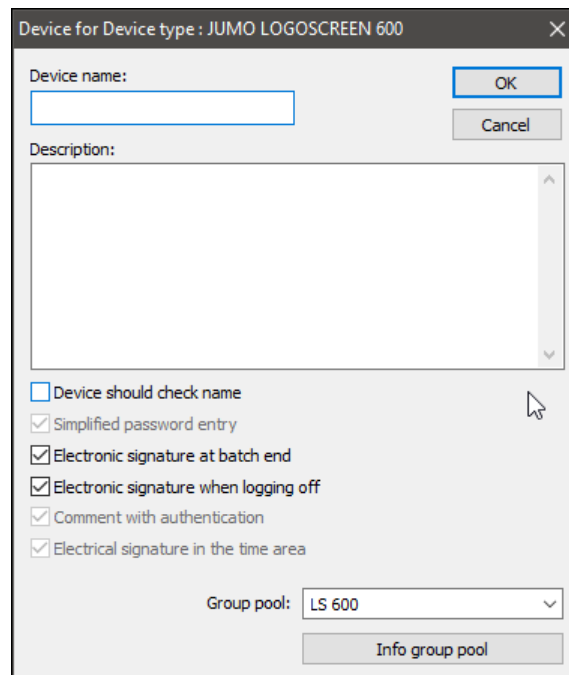 Device for Device type : JUMO LOGOSCREEN 600
Device name:
OK
Cancel
Description:
Device should check name
Simplified password entry
Electronic signature at batch end
Electronic signature when logging off
Comment with authentication
Electrical signature in the time area
Group pool: LS 600
Info group pool